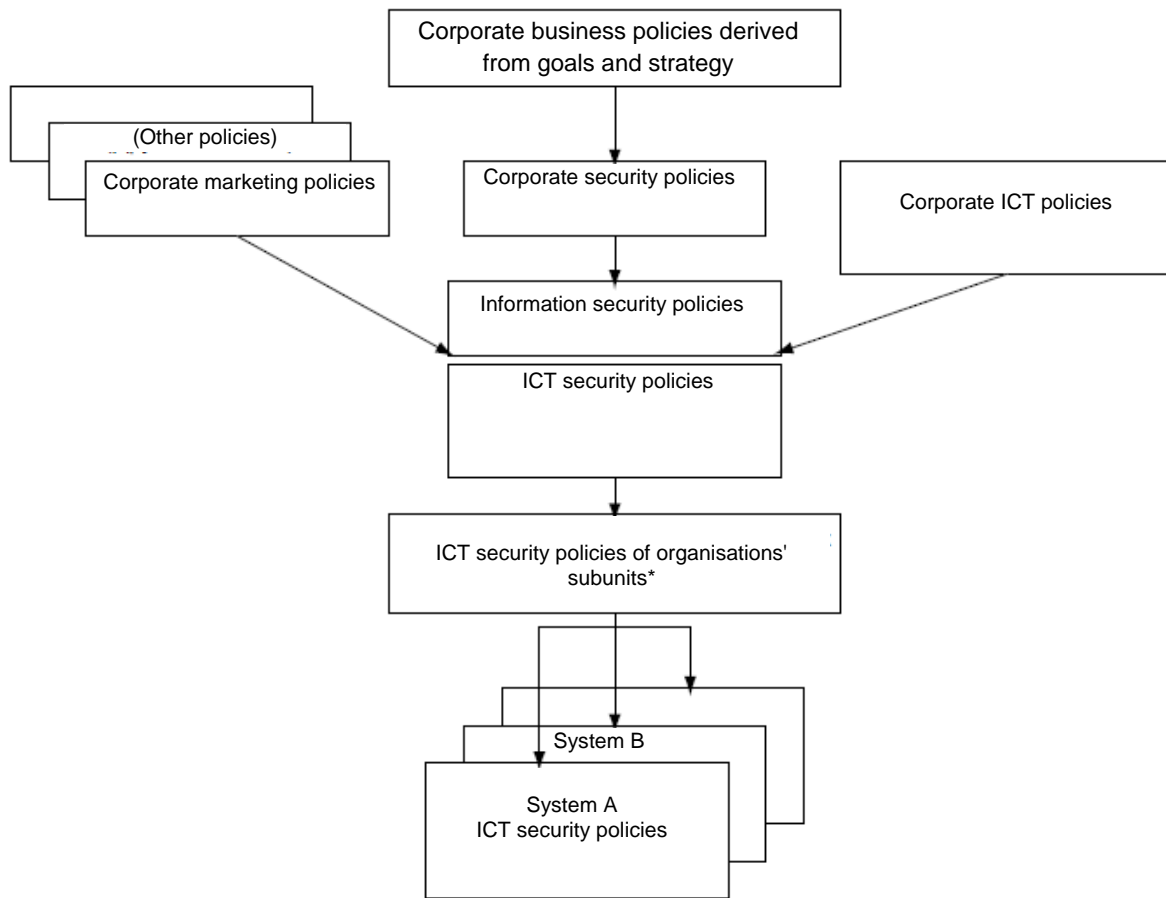 Corporate business policies derived
from goals and strategy
(Other policies)
Corporate marketing policies
Corporate security policies
Corporate ICT policies
Information security policies
ICT security policies
ICT security policies of organisations'
subunits*
System B
System A
ICT security policies